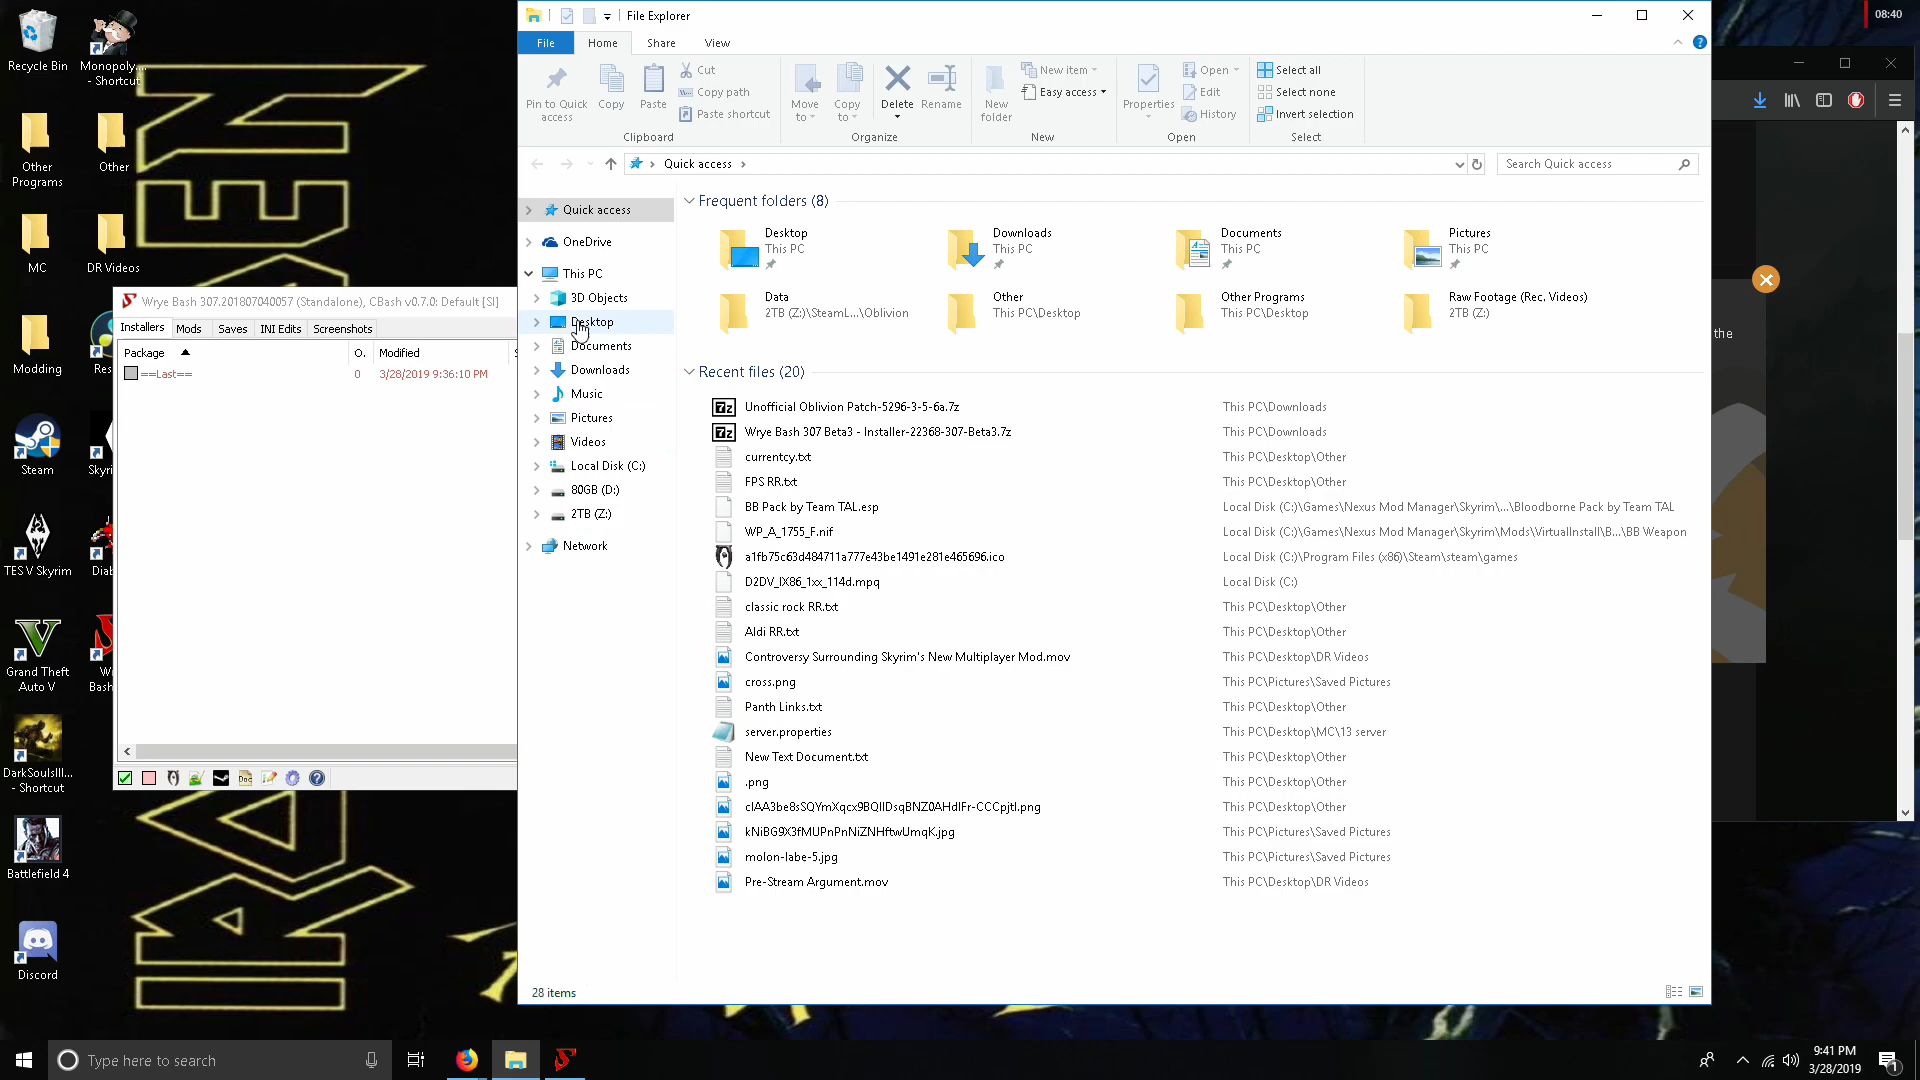 Recycle Bin
Monopoly...
- Shortcut
Other
Programs
Other
MC
DR Videos
Modding
Res
Steam
Skyri
TES V Skyrim
Diab
Grand Theft
Auto V
W
Bash
DarkSoulsIII...
- Shortcut
Battlefield 4
Discord
Wrye Bash 307.201807040057 (Standalone), CBash v0.7.0: Default [SI]
Installers Mods Saves INI Edits Screenshots
Package O. Modified
==Last== 0 3/28/2019 9:36:10 PM
Doc
File Explorer
File Home Share View
Pin to Quick
access
Copy
Paste
Cut
Copy path
Paste shortcut
Clipboard
Move
to
Copy
to
Delete
Rename
Organize
New
folder
New item
Easy access
New
Properties
Open
Edit
History
Open
Select all
Select none
Invert selection
Select
Quick access
Search Quick access
Quick access
OneDrive
This PC
3D Objects
Desktop
Documents
Downloads
Music
Pictures
Videos
Local Disk (C:)
80GB (D:)
2TB (Z:)
Network
Frequent folders (8)
Desktop
This PC
Downloads
This PC
Documents
This PC
Pictures
This PC
Data
2TB (Z:)\SteamL...\Oblivion
Other
This PC\Desktop
Other Programs
This PC\Desktop
Raw Footage (Rec. Videos)
2TB (Z:)
Recent files (20)
7z Unofficial Oblivion Patch-5296-3-5-6a.7z This PC\Downloads
7z Wrye Bash 307 Beta3 - Installer-22368-307-Beta3.7z This PC\Downloads
currentcy.txt This PC\Desktop\Other
FPS RR.txt This PC\Desktop\Other
BB Pack by Team TAL.esp Local Disk (C:)\Games\Nexus Mod Manager\Skyrim\...\Bloodborne Pack by Team TAL
WP_A_1755_F.nif Local Disk (C:)\Games\Nexus Mod Manager\Skyrim\Mods\VirtualInstall\B...\BB Weapon
a1fb75c63d484711a777e43be1491e281e465696.ico Local Disk (C:)\Program Files (x86)\Steam\steam\games
D2DV_IX86_1xx_114d.mpq Local Disk (C:)
classic rock RR.txt This PC\Desktop\Other
Aldi RR.txt This PC\Desktop\Other
Controversy Surrounding Skyrim's New Multiplayer Mod.mov This PC\Desktop\DR Videos
cross.png This PC\Pictures\Saved Pictures
Panth Links.txt This PC\Desktop\Other
server.properties This PC\Desktop\MC\13 server
New Text Document.txt This PC\Desktop\Other
.png This PC\Desktop\Other
clAA3be8sSQYmXqcx9BQIIDsqBNZ0AHdIFr-CCCpjtI.png This PC\Desktop\Other
kNiBG9X3fMUPnPnNiZNHftwUmqK.jpg This PC\Pictures\Saved Pictures
molon-labe-5.jpg This PC\Pictures\Saved Pictures
Pre-Stream Argument.mov This PC\Desktop\DR Videos
28 items
08:40
the
Type here to search
9:41 PM
3/28/2019
1